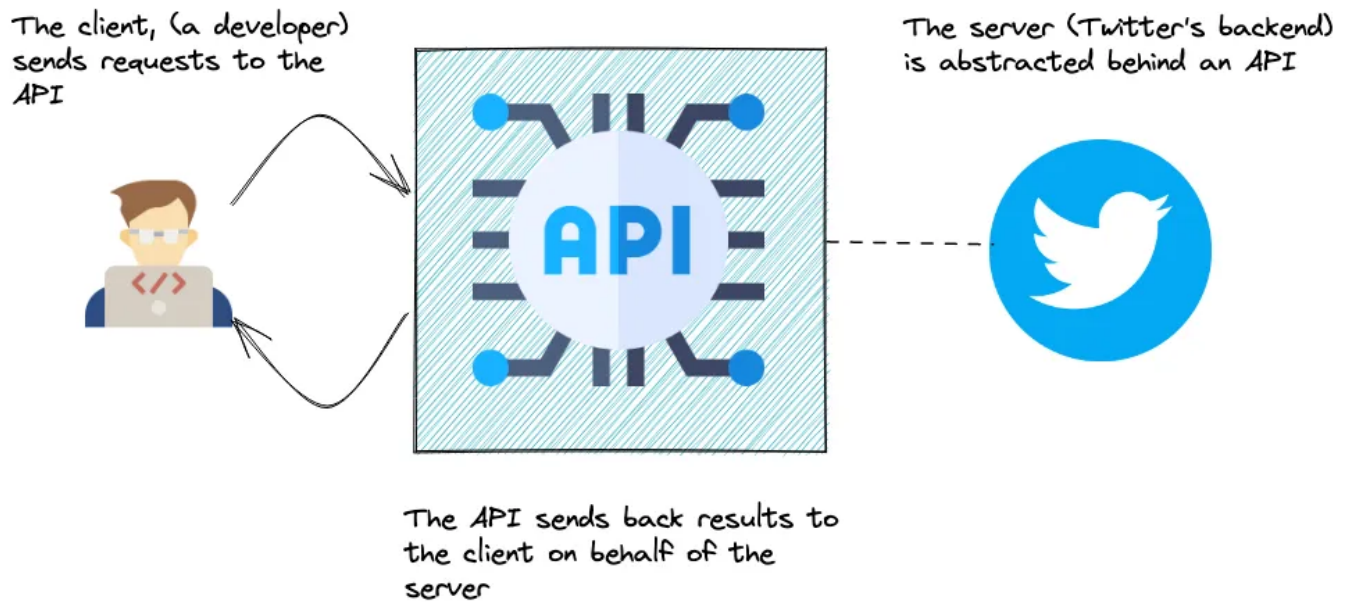 The client, (a developer)
sends requests to the
API
The server (Twitter's backend)
is abstracted behind an API
API
</>
The API sends back results to
the client on behalf of the
server